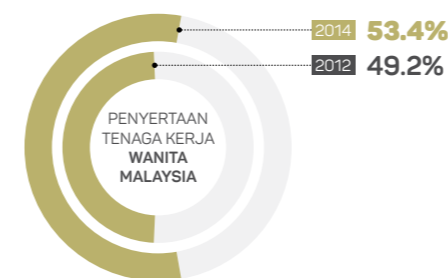 2014 53.4%
2012 49.2%
PENYERTAAN
TENAGA KERJA
WANITA
MALAYSIA